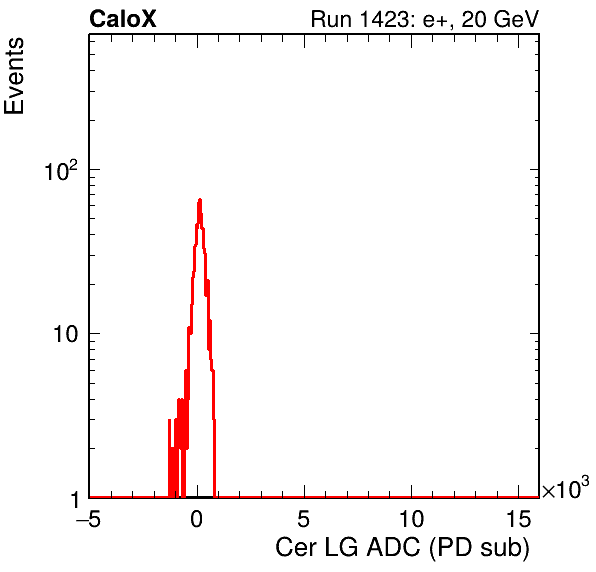 CaloX Run 1423: e+, 20 GeV
Events
10²
10
1
−5 0 5 10 15 ×10³
Cer LG ADC (PD sub)